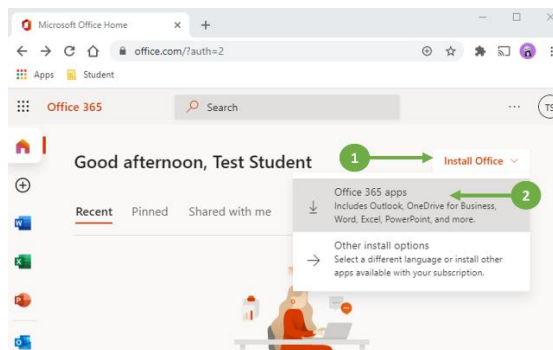 Microsoft Office Home
office.com/?auth=2
Apps Student
Office 365 Search
TS
1
Good afternoon, Test Student Install Office
Office 365 apps
2
Includes Outlook, OneDrive for Business,
Word, Excel, PowerPoint, and more.
Recent Pinned Shared with me
Other install options
Select a different language or install other
apps available with your subscription.